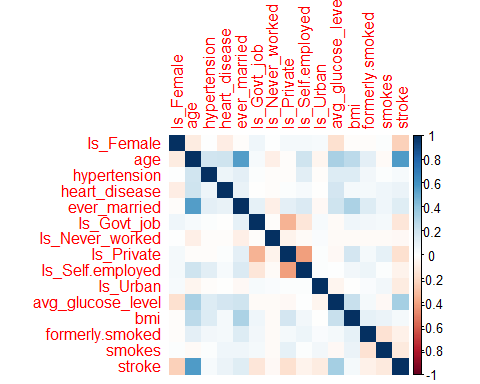 Is_Female
age
hypertension
heart_disease
ever_married
Is_Govt_job
Is_Never_worked
Is_Private
Is_Self.employed
Is_Urban
avg_glucose_level
bmi
formerly.smoked
smokes
stroke
Is_Female
age
hypertension
heart_disease
ever_married
Is_Govt_job
Is_Never_worked
Is_Private
Is_Self.employed
Is_Urban
avg_glucose_level
bmi
formerly.smoked
smokes
stroke
1
0.8
0.6
0.4
0.2
0
-0.2
-0.4
-0.6
-0.8
-1